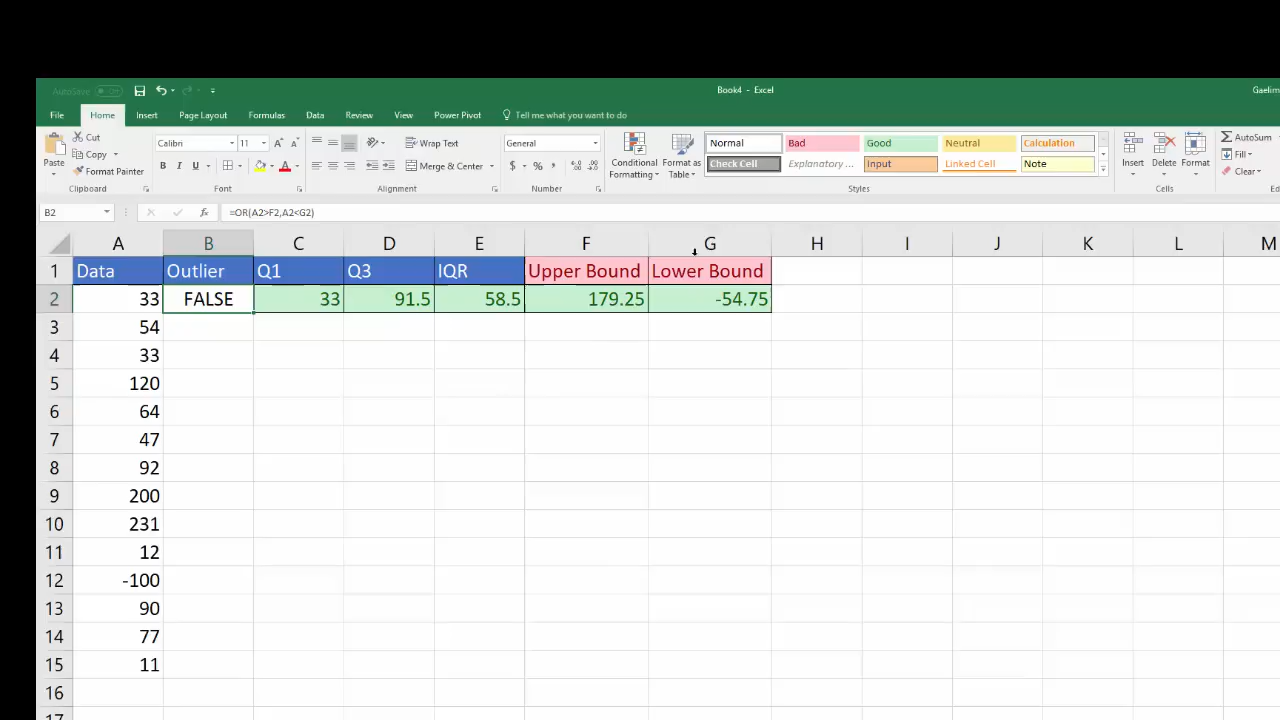 AutoSave Off
Book4 - Excel
Gaelim
File Home Insert Page Layout Formulas Data Review View Power Pivot Tell me what you want to do
Cut
Copy
Format Painter
Paste
Clipboard
Calibri 11
B I U
Font
Wrap Text
Merge & Center
Alignment
General
$ % ,
Number
Conditional Formatting
Format as Table
Normal Bad Good Neutral Calculation
Check Cell Explanatory ... Input Linked Cell Note
Styles
Insert Delete Format
Cells
AutoSum
Fill
Clear
B2 fx =OR(A2>F2,A2<G2)
A B C D E F G H I J K L M
1 Data Outlier Q1 Q3 IQR Upper Bound Lower Bound
2 33 FALSE 33 91.5 58.5 179.25 -54.75
3 54
4 33
5 120
6 64
7 47
8 92
9 200
10 231
11 12
12 -100
13 90
14 77
15 11
16
17